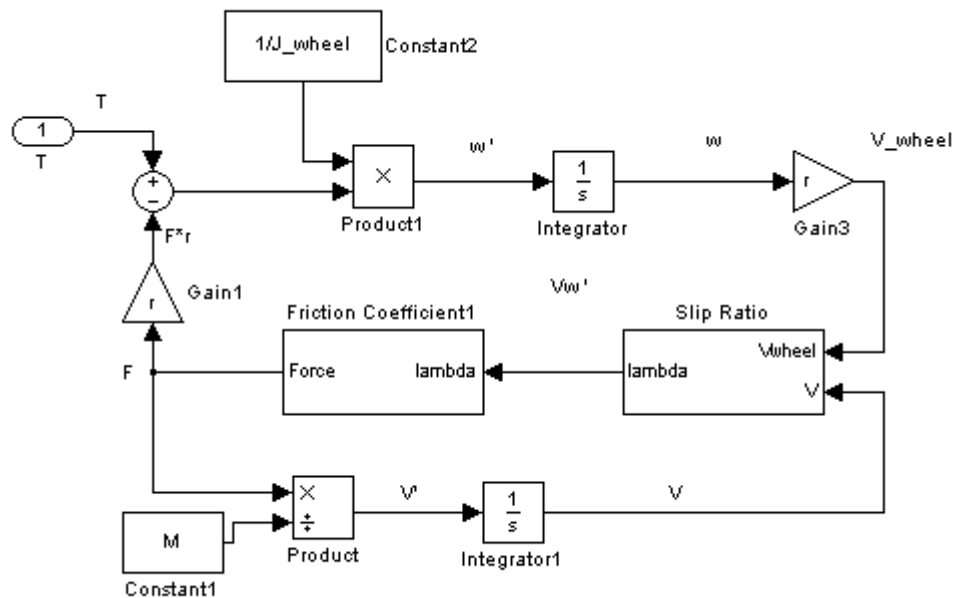 1/J_wheel
Constant2
T
1
T
+
−
×
Product1
w'
1
s
Integrator
w
r
Gain3
V_wheel
F*r
r
Gain1
Vw'
Friction Coefficient1
Force
lambda
Slip Ratio
Vwheel
lambda
V
F
×
÷
Product
V'
1
s
Integrator1
V
M
Constant1